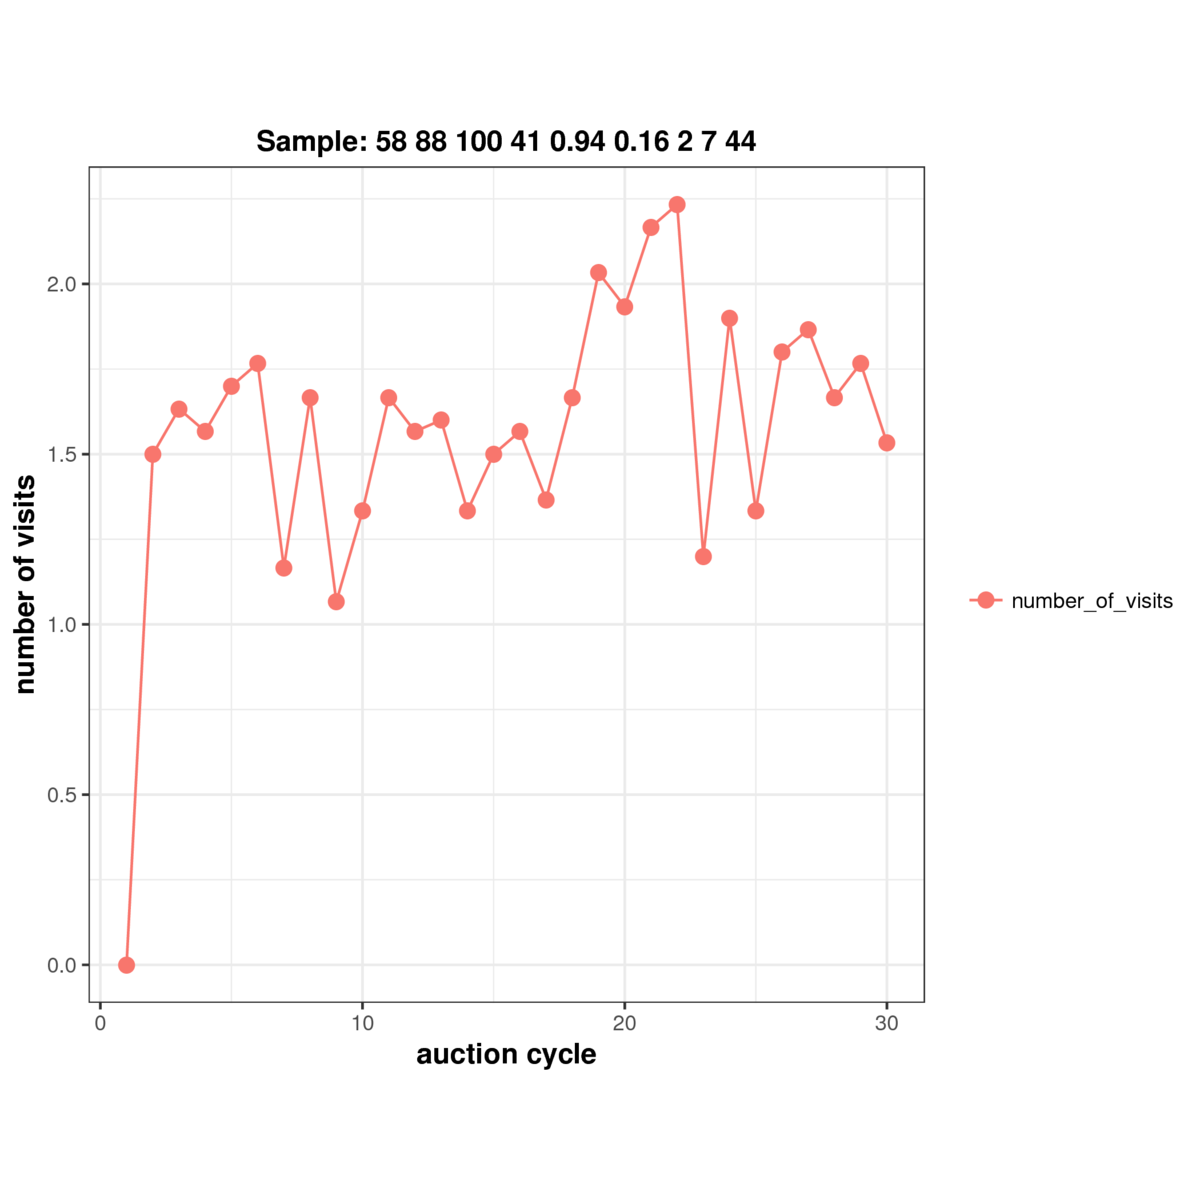 Sample: 58 88 100 41 0.94 0.16 2 7 44
number of visits
2.0
1.5
1.0
0.5
0.0
0 10 20 30
auction cycle
number_of_visits